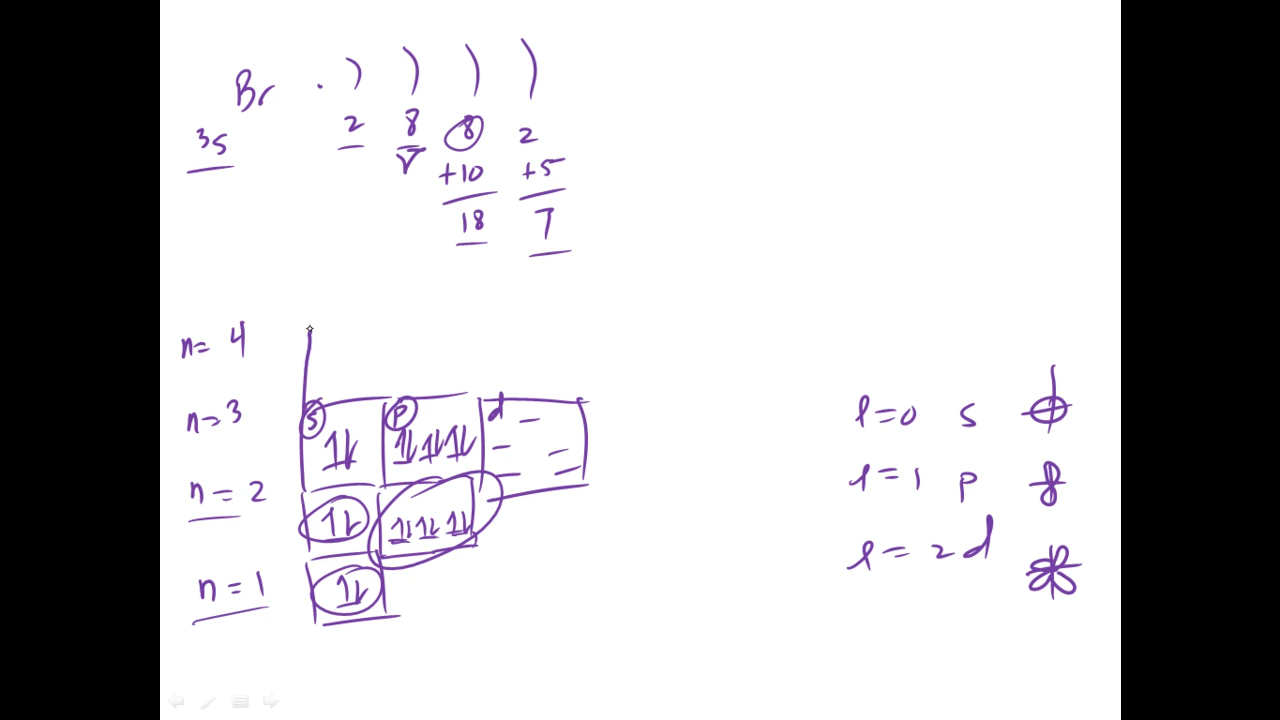 Br . ) ) ) )
35 2 8 8 2
+10 +5
18 7
n= 4
n=3 s p d
n = 2
n = 1
l=0 s
l=1 p
l=2 d